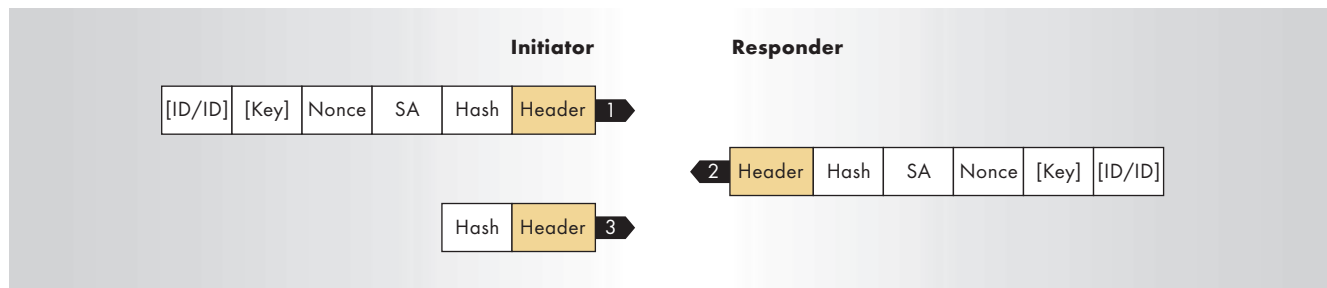 Initiator Responder
[ID/ID] [Key] Nonce SA Hash Header 1
2 Header Hash SA Nonce [Key] [ID/ID]
Hash Header 3